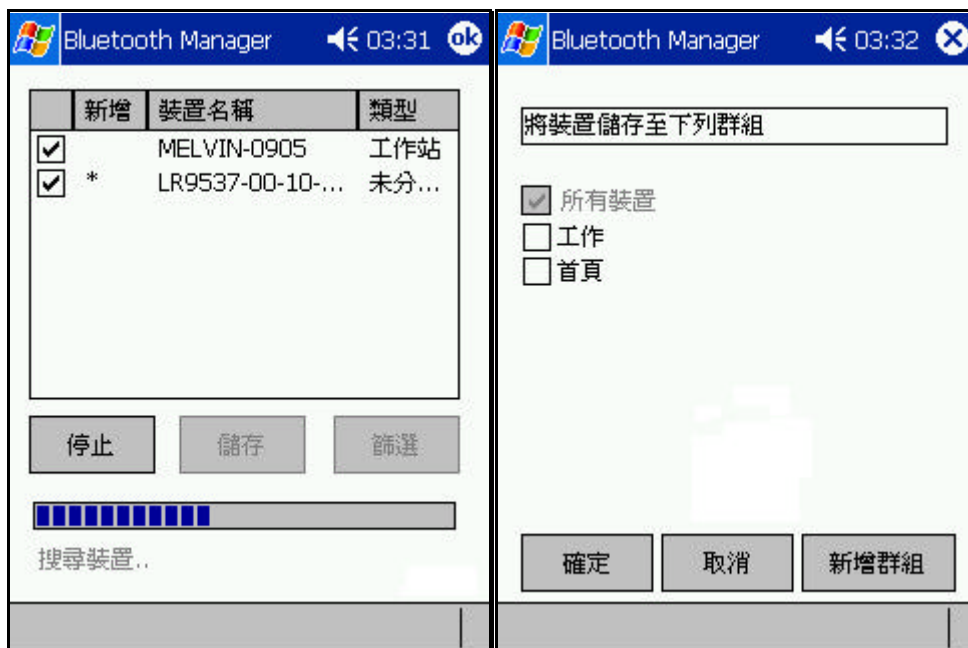 Bluetooth Manager 03:31 ok
新增 裝置名稱 類型
MELVIN-0905 工作站
* LR9537-00-10-... 未分...
停止 儲存 篩選
搜尋裝置..
Bluetooth Manager 03:32
將裝置儲存至下列群組
所有裝置
工作
首頁
確定 取消 新增群組